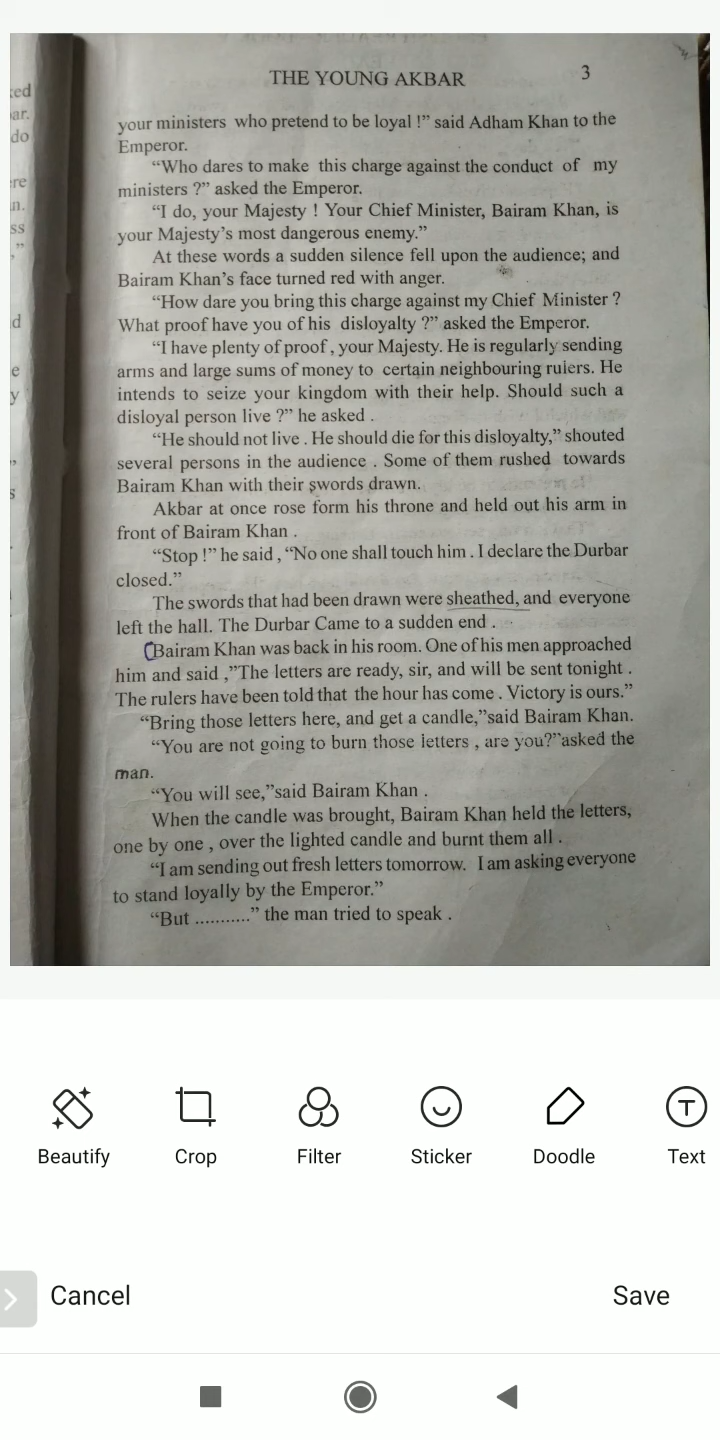 ted
ar.
do
ere
n.
ss
,”
d
e
y
”
s
THE YOUNG AKBAR 3
your ministers who pretend to be loyal !” said Adham Khan to the
Emperor.
“Who dares to make this charge against the conduct of my
ministers ?” asked the Emperor.
“I do, your Majesty ! Your Chief Minister, Bairam Khan, is
your Majesty’s most dangerous enemy.”
At these words a sudden silence fell upon the audience; and
Bairam Khan’s face turned red with anger.
“How dare you bring this charge against my Chief Minister ?
What proof have you of his disloyalty ?” asked the Emperor.
“I have plenty of proof , your Majesty. He is regularly sending
arms and large sums of money to certain neighbouring rulers. He
intends to seize your kingdom with their help. Should such a
disloyal person live ?” he asked .
“He should not live . He should die for this disloyalty,” shouted
several persons in the audience . Some of them rushed towards
Bairam Khan with their swords drawn.
Akbar at once rose form his throne and held out his arm in
front of Bairam Khan .
“Stop !” he said , “No one shall touch him . I declare the Durbar
closed.”
The swords that had been drawn were sheathed, and everyone
left the hall. The Durbar Came to a sudden end .
(Bairam Khan was back in his room. One of his men approached
him and said ,”The letters are ready, sir, and will be sent tonight .
The rulers have been told that the hour has come . Victory is ours.”
“Bring those letters here, and get a candle,”said Bairam Khan.
“You are not going to burn those letters , are you?”asked the
man.
“You will see,”said Bairam Khan .
When the candle was brought, Bairam Khan held the letters,
one by one , over the lighted candle and burnt them all .
“I am sending out fresh letters tomorrow. I am asking everyone
to stand loyally by the Emperor.”
“But ...........” the man tried to speak .
Beautify Crop Filter Sticker Doodle Text
Cancel Save